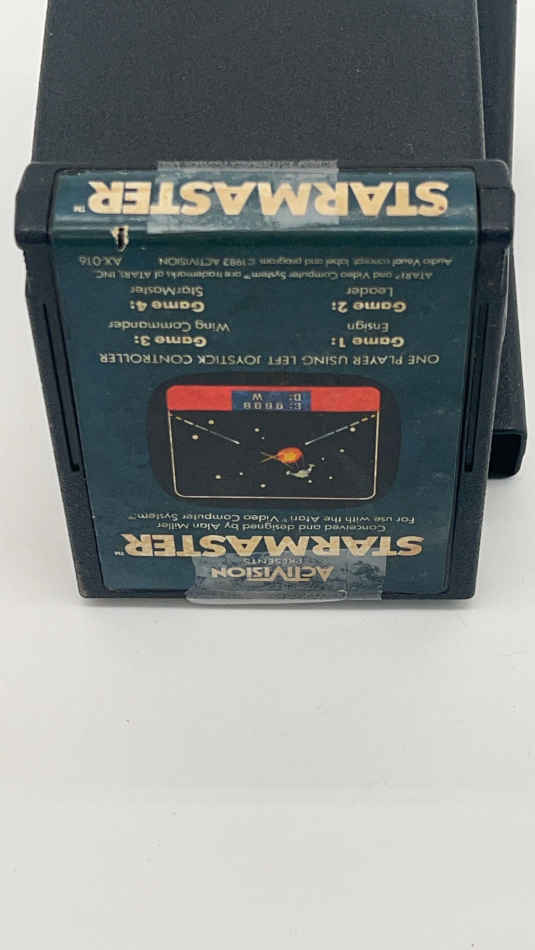 ACTIVISION
PRESENTS
STARMASTER™
Conceived and designed by Alan Miller
For use with the Atari® Video Computer System™
E: 9808
D: W
ONE PLAYER USING LEFT JOYSTICK CONTROLLER
Game 1: Game 3:
Ensign Wing Commander
Game 2: Game 4:
Leader StarMaster
ATARI® and Video Computer System™ are trademarks of ATARI, INC.
Audio Visual concept, label and program © 1982 ACTIVISION AX-016
STARMASTER™